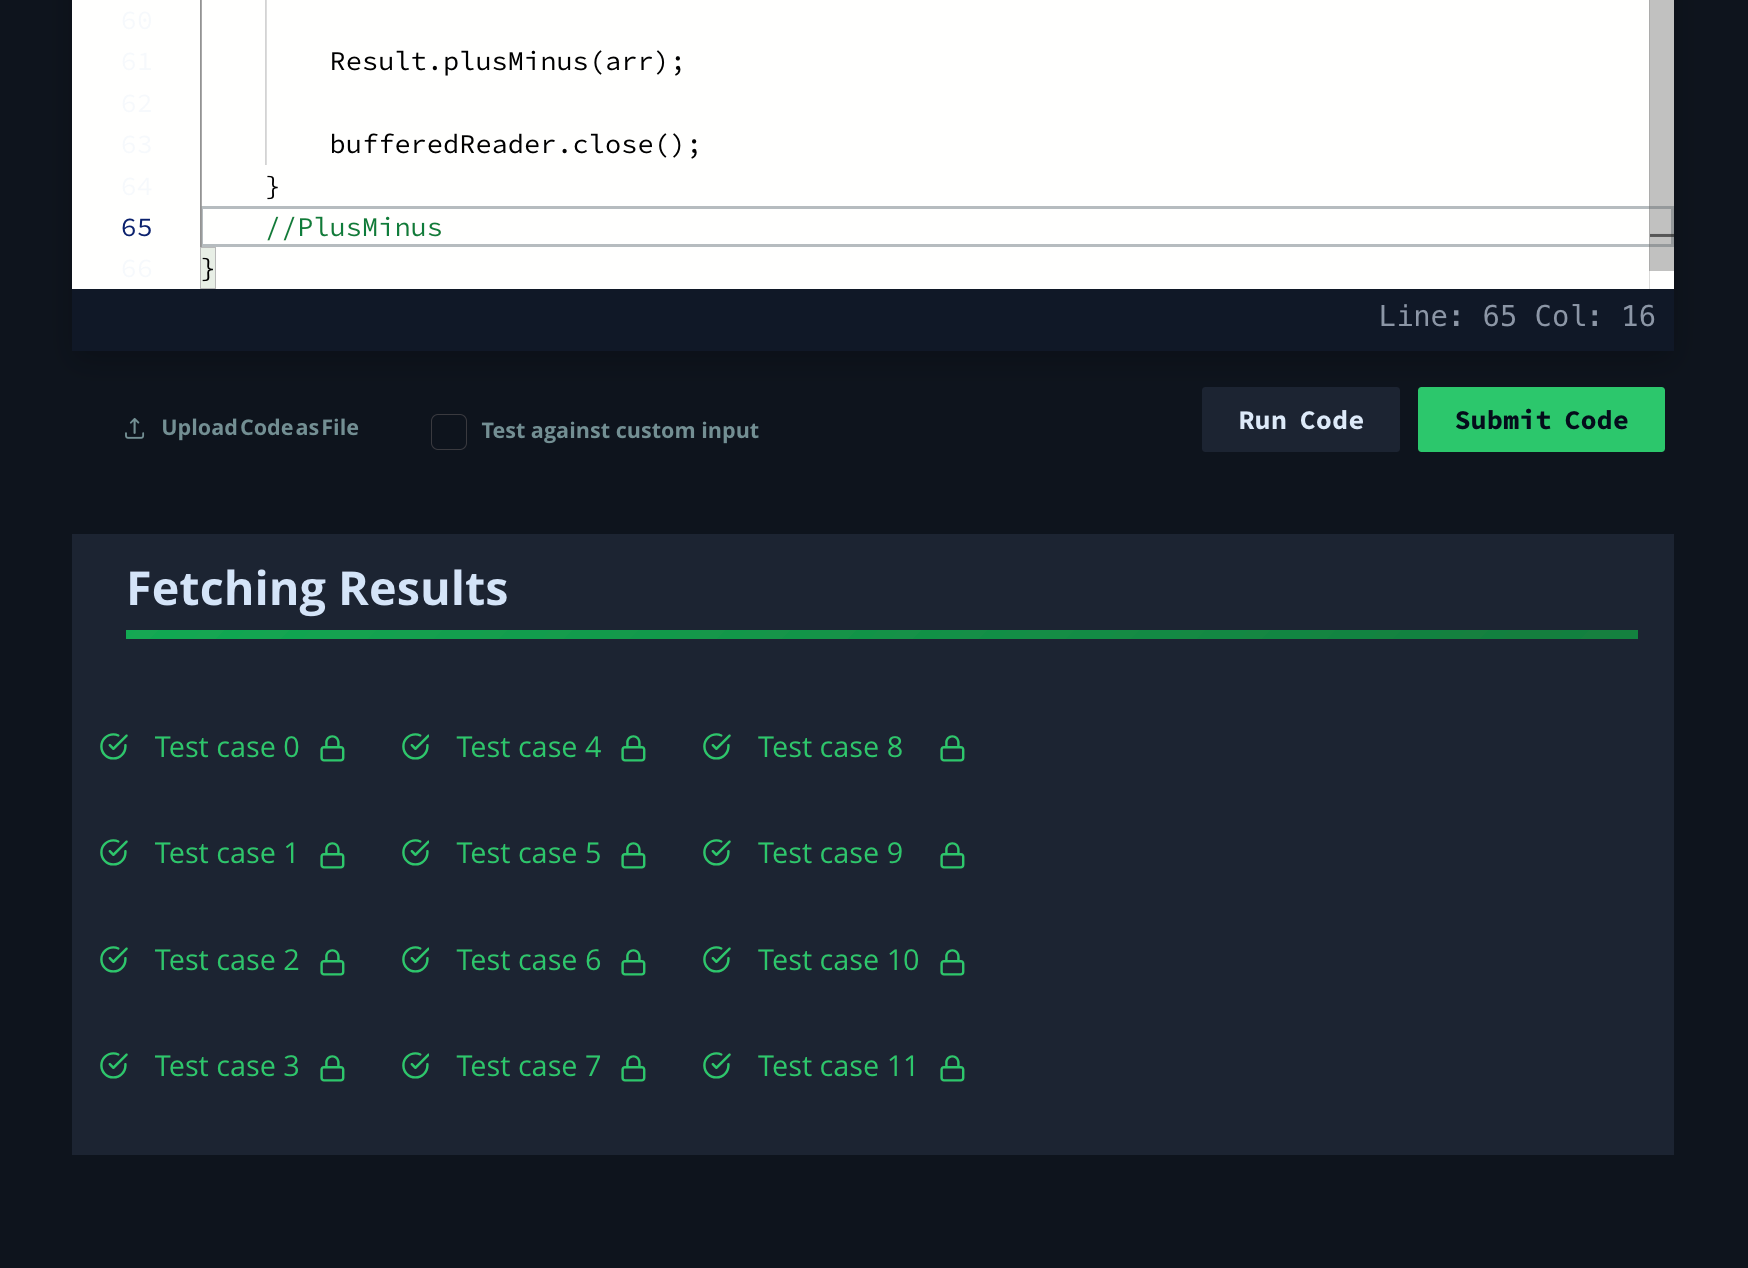 60
61 Result.plusMinus(arr);
62
63 bufferedReader.close();
64 }
65 //PlusMinus
66 }
Line: 65 Col: 16
Upload Code as File
Test against custom input
Run Code
Submit Code
Fetching Results
Test case 0
Test case 4
Test case 8
Test case 1
Test case 5
Test case 9
Test case 2
Test case 6
Test case 10
Test case 3
Test case 7
Test case 11